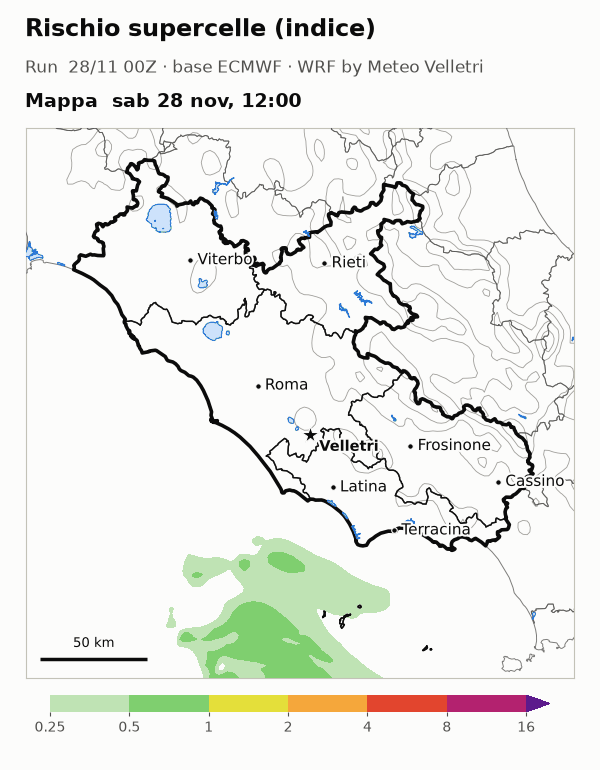 Rischio supercelle (indice)
Run  28/11 00Z · base ECMWF · WRF by Meteo Velletri
Mappa  sab 28 nov, 12:00
Viterbo
Rieti
Roma
Velletri
Frosinone
Latina
Cassino
Terracina
50 km
0.25 0.5 1 2 4 8 16